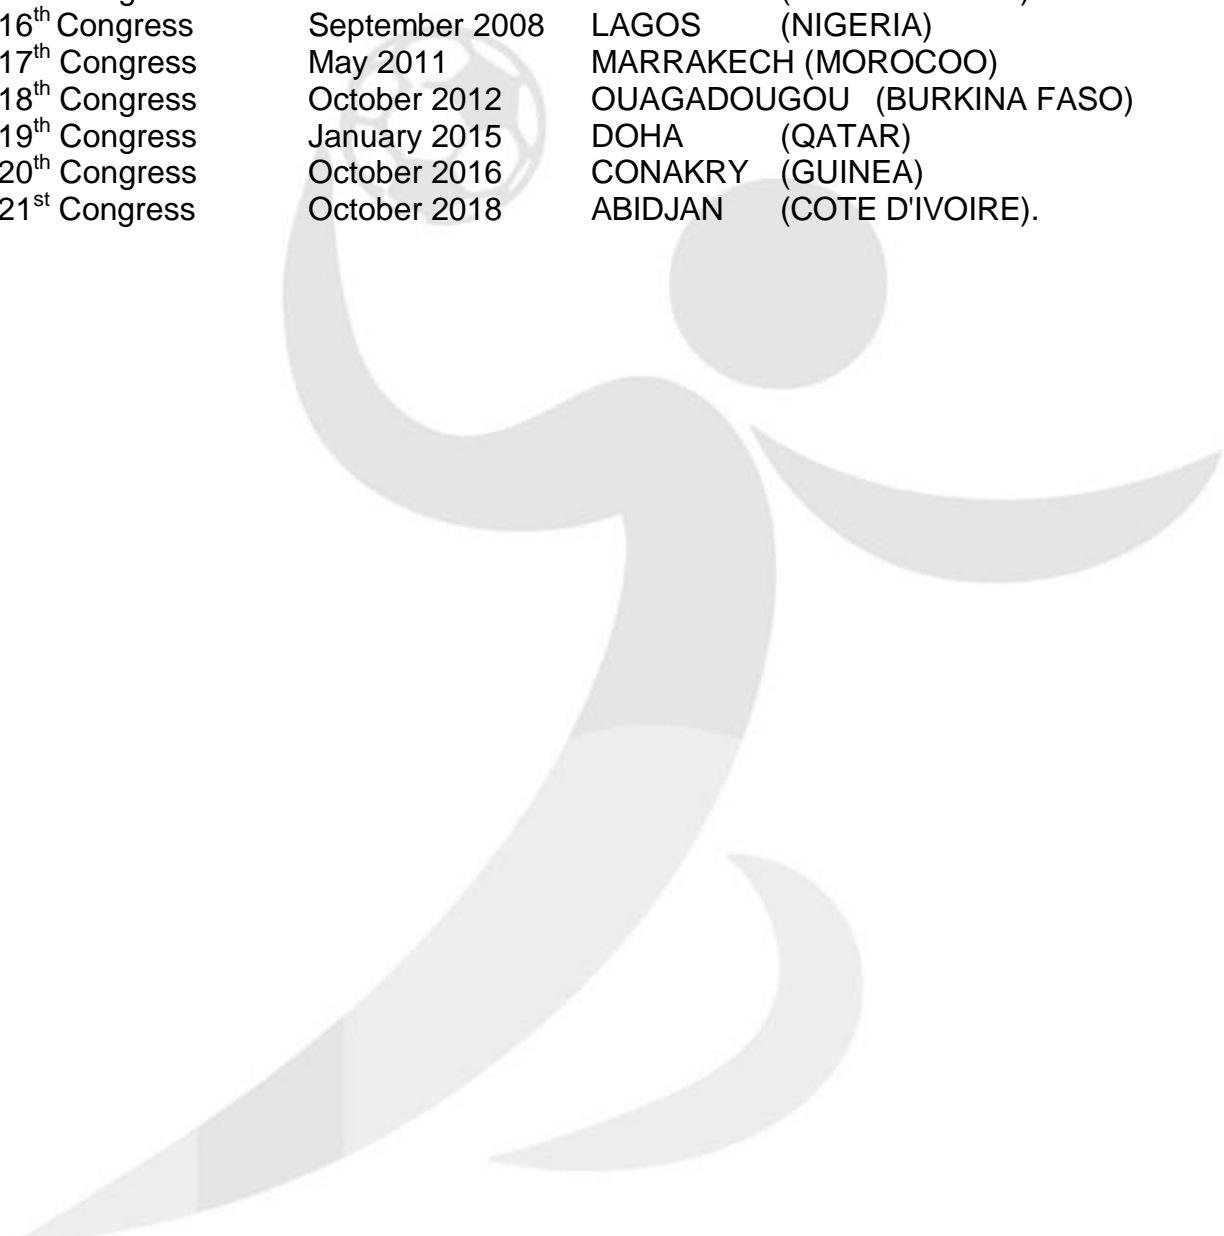 16th Congress September 2008 LAGOS (NIGERIA)
17th Congress May 2011 MARRAKECH (MOROCOO)
18th Congress October 2012 OUAGADOUGOU (BURKINA FASO)
19th Congress January 2015 DOHA (QATAR)
20th Congress October 2016 CONAKRY (GUINEA)
21st Congress October 2018 ABIDJAN (COTE D'IVOIRE).